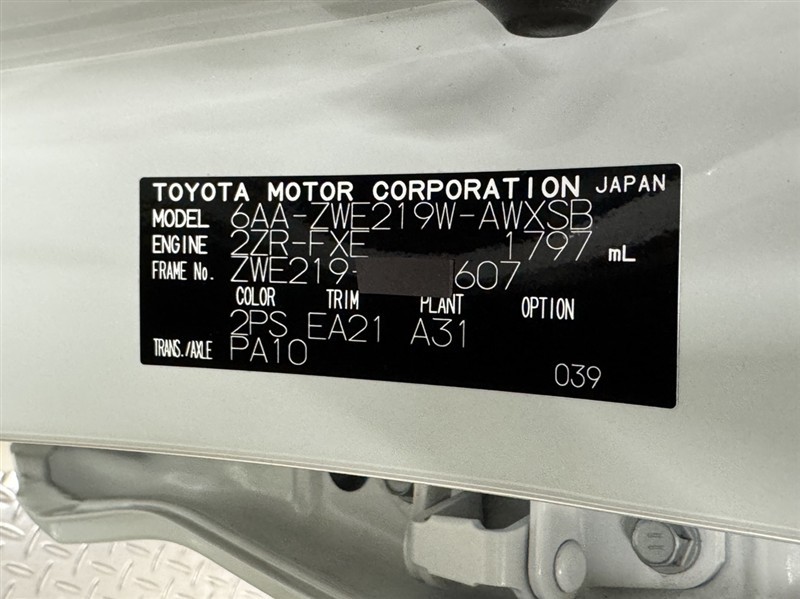 TOYOTA MOTOR CORPORATION JAPAN
MODEL 6AA-ZWE219W-AWXSB
ENGINE 2ZR-FXE 1797 mL
FRAME No. ZWE219- 607
COLOR TRIM PLANT OPTION
2PS EA21 A31
TRANS./AXLE PA10
039